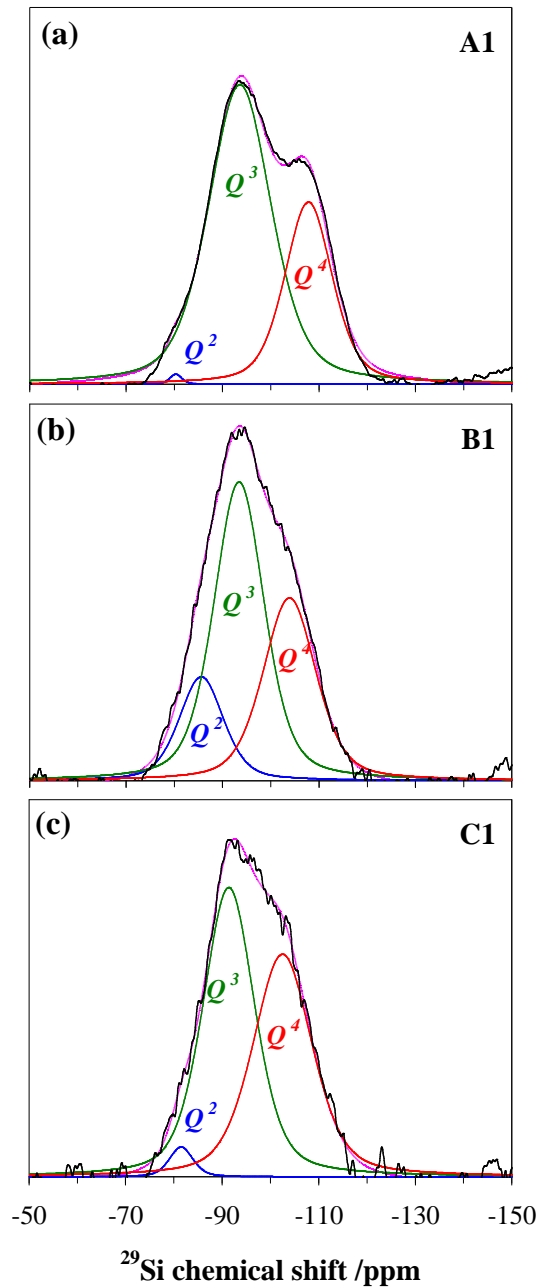 (a) A1
Q³
Q⁴
Q²
(b) B1
Q³
Q⁴
Q²
(c) C1
Q³
Q⁴
Q²
-50 -70 -90 -110 -130 -150
²⁹Si chemical shift /ppm